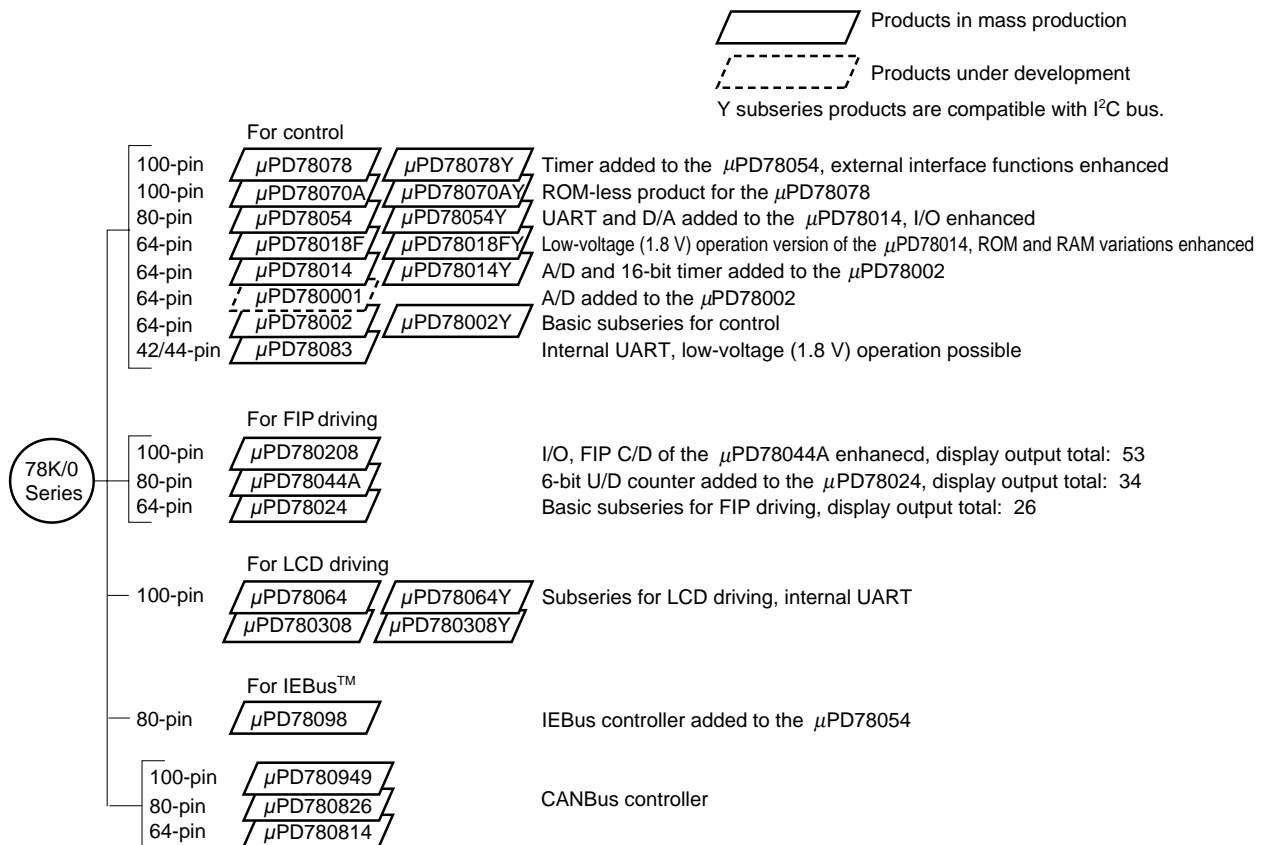 Products in mass production
Products under development
Y subseries products are compatible with I²C bus.
For control
100-pin μPD78078 μPD78078Y Timer added to the μPD78054, external interface functions enhanced
100-pin μPD78070A μPD78070AY ROM-less product for the μPD78078
80-pin μPD78054 μPD78054Y UART and D/A added to the μPD78014, I/O enhanced
64-pin μPD78018F μPD78018FY Low-voltage (1.8 V) operation version of the μPD78014, ROM and RAM variations enhanced
64-pin μPD78014 μPD78014Y A/D and 16-bit timer added to the μPD78002
64-pin μPD780001 A/D added to the μPD78002
64-pin μPD78002 μPD78002Y Basic subseries for control
42/44-pin μPD78083 Internal UART, low-voltage (1.8 V) operation possible
78K/0
Series
For FIP driving
100-pin μPD780208 I/O, FIP C/D of the μPD78044A enhanecd, display output total: 53
80-pin μPD78044A 6-bit U/D counter added to the μPD78024, display output total: 34
64-pin μPD78024 Basic subseries for FIP driving, display output total: 26
For LCD driving
100-pin μPD78064 μPD78064Y Subseries for LCD driving, internal UART
μPD780308 μPD780308Y
For IEBus™
80-pin μPD78098 IEBus controller added to the μPD78054
100-pin μPD780949
80-pin μPD780826 CANBus controller
64-pin μPD780814